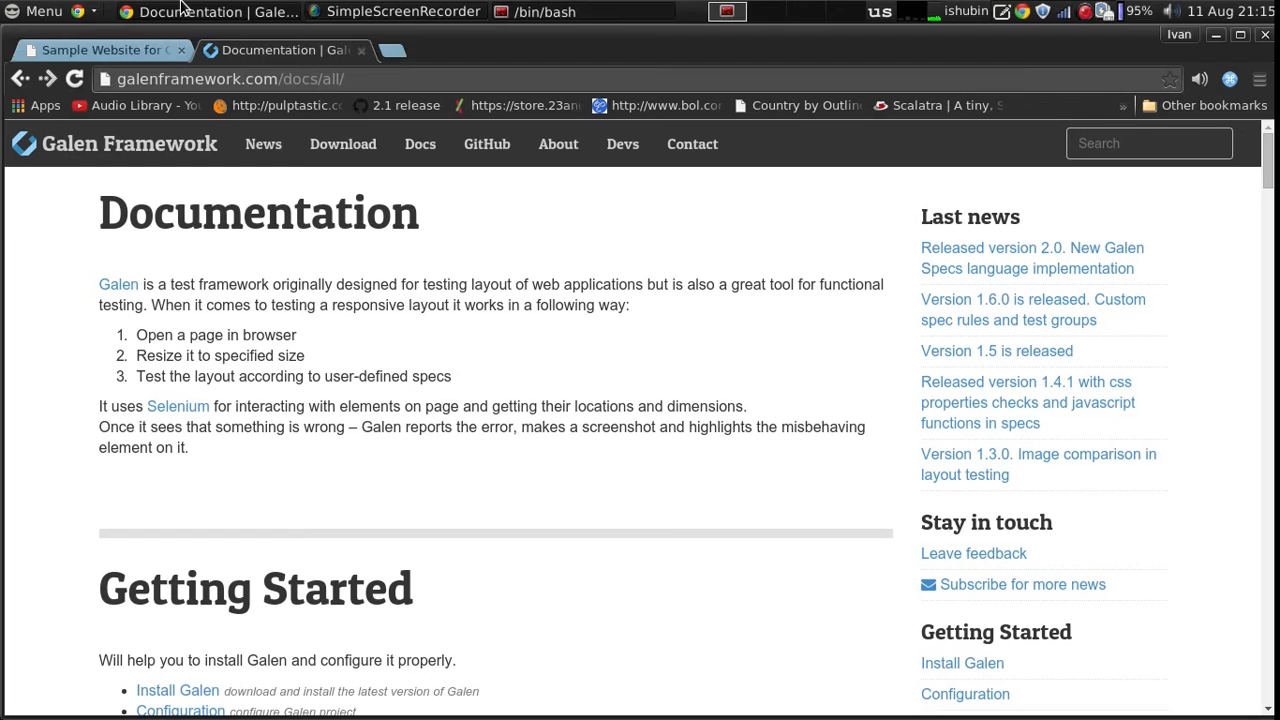 Menu
Documentation | Gale...
SimpleScreenRecorder
/bin/bash
us
ishubin
95%
11 Aug 21:15
Sample Website for
Documentation | Gal
Ivan
galenframework.com/docs/all/
Apps
Audio Library - Yo
http://pulptastic.c
2.1 release
https://store.23an
http://www.bol.co
Country by Outlin
Scalatra | A tiny, S
»
Other bookmarks
Galen Framework
News
Download
Docs
GitHub
About
Devs
Contact
Search
Documentation
Galen is a test framework originally designed for testing layout of web applications but is also a great tool for functional
testing. When it comes to testing a responsive layout it works in a following way:
1. Open a page in browser
2. Resize it to specified size
3. Test the layout according to user-defined specs
It uses Selenium for interacting with elements on page and getting their locations and dimensions.
Once it sees that something is wrong – Galen reports the error, makes a screenshot and highlights the misbehaving
element on it.
Getting Started
Will help you to install Galen and configure it properly.
• Install Galen download and install the latest version of Galen
• Configuration configure Galen project
Last news
Released version 2.0. New Galen
Specs language implementation
Version 1.6.0 is released. Custom
spec rules and test groups
Version 1.5 is released
Released version 1.4.1 with css
properties checks and javascript
functions in specs
Version 1.3.0. Image comparison in
layout testing
Stay in touch
Leave feedback
Subscribe for more news
Getting Started
Install Galen
Configuration